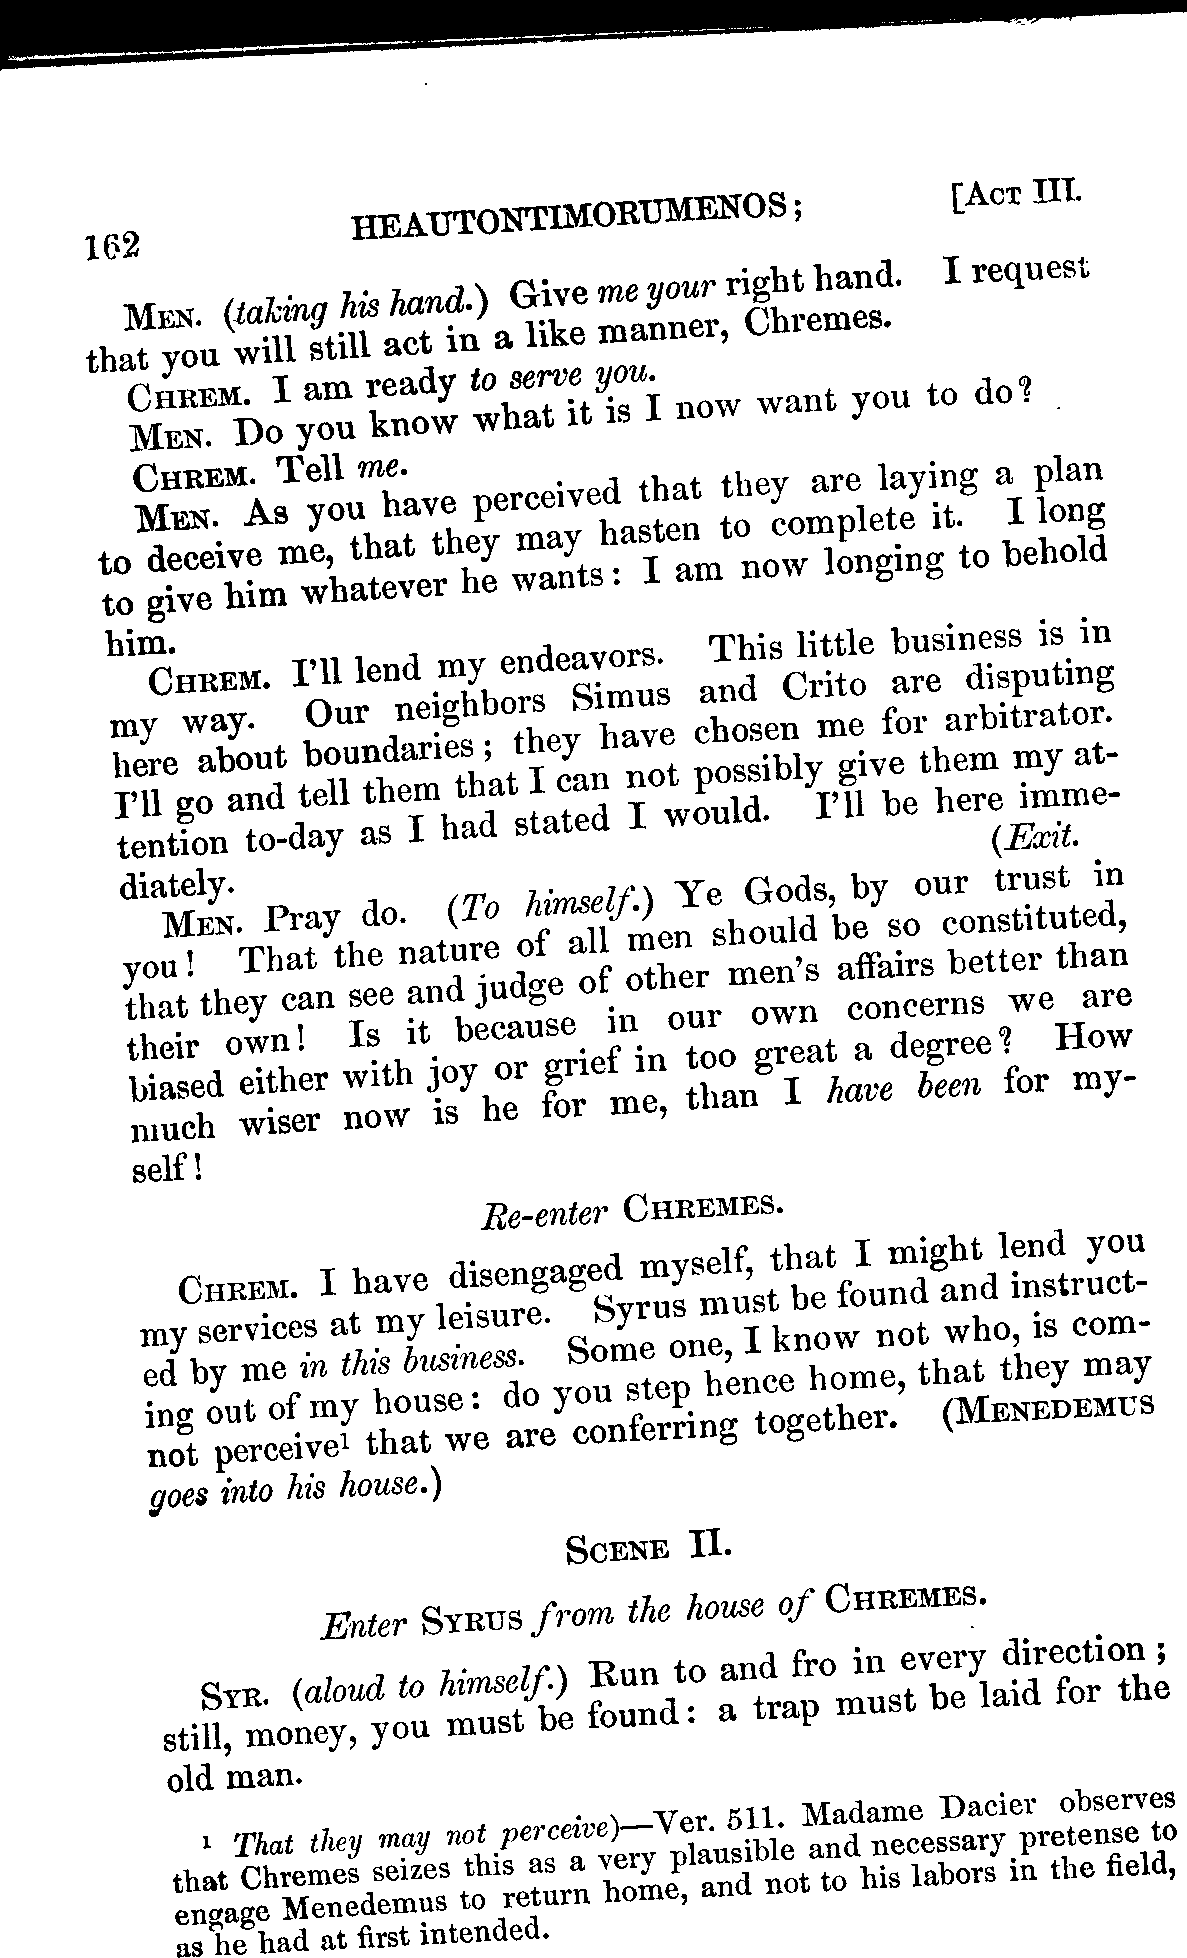 162 HEAUTONTIMORUMENOS; [ACT III.
MEN. (taking his hand.) Give me your right hand. I request
that you will still act in a like manner, Chremes.
CHREM. I am ready to serve you.
MEN. Do you know what it is I now want you to do?
CHREM. Tell me.
MEN. As you have perceived that they are laying a plan
to deceive me, that they may hasten to complete it. I long
to give him whatever he wants: I am now longing to behold
him.
CHREM. I'll lend my endeavors. This little business is in
my way. Our neighbors Simus and Crito are disputing
here about boundaries; they have chosen me for arbitrator.
I'll go and tell them that I can not possibly give them my at-
tention to-day as I had stated I would. I'll be here imme-
diately. (Exit.
MEN. Pray do. (To himself.) Ye Gods, by our trust in
you! That the nature of all men should be so constituted,
that they can see and judge of other men's affairs better than
their own! Is it because in our own concerns we are
biased either with joy or grief in too great a degree? How
much wiser now is he for me, than I have been for my-
self!
Re-enter CHREMES.
CHREM. I have disengaged myself, that I might lend you
my services at my leisure. Syrus must be found and instruct-
ed by me in this business. Some one, I know not who, is com-
ing out of my house: do you step hence home, that they may
not perceive¹ that we are conferring together. (MENEDEMUS
goes into his house.)
SCENE II.
Enter SYRUS from the house of CHREMES.
SYR. (aloud to himself.) Run to and fro in every direction;
still, money, you must be found: a trap must be laid for the
old man.
¹ That they may not perceive)—Ver. 511. Madame Dacier observes
that Chremes seizes this as a very plausible and necessary pretense to
engage Menedemus to return home, and not to his labors in the field,
as he had at first intended.